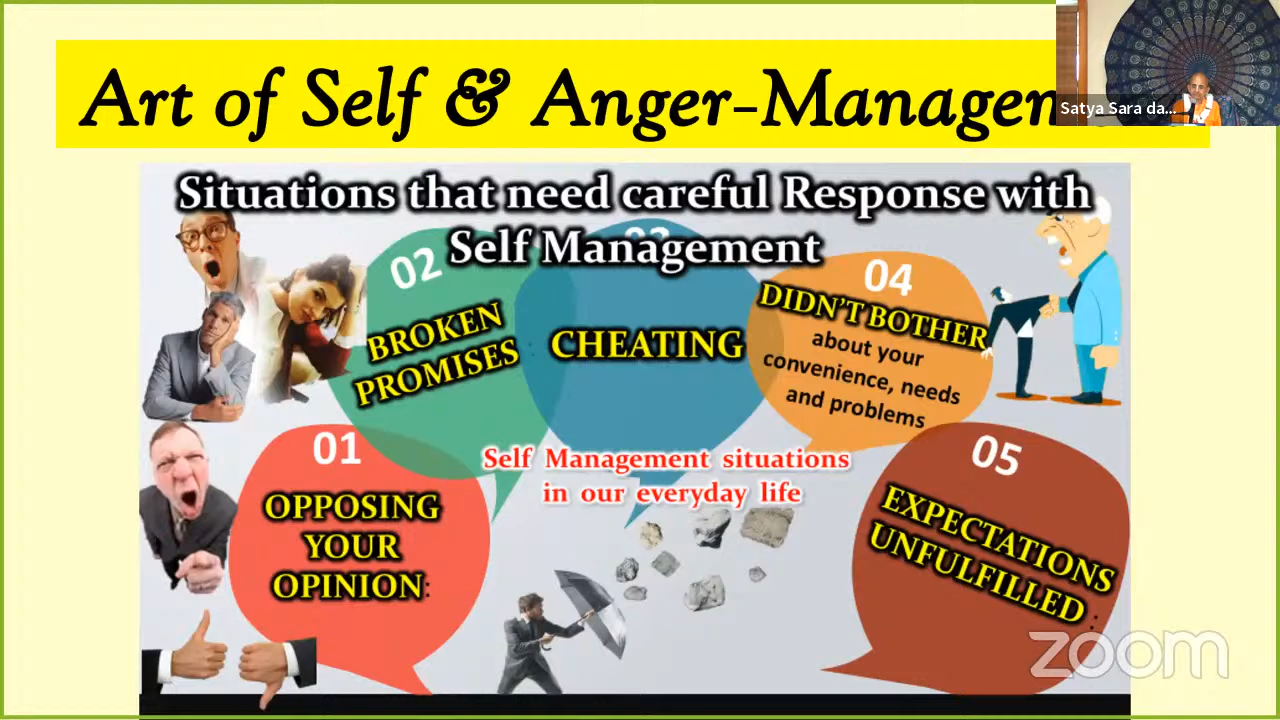 Art of Self & Anger-Managem
Satya Sara da...
Situations that need careful Response with
Self Management
01
OPPOSING
YOUR
OPINION:
02
BROKEN
PROMISES
:
03
CHEATING
04
DIDN'T BOTHER
about your
convenience, needs
and problems
05
EXPECTATIONS
UNFULFILLED
:
Self Management situations
in our everyday life
zoom